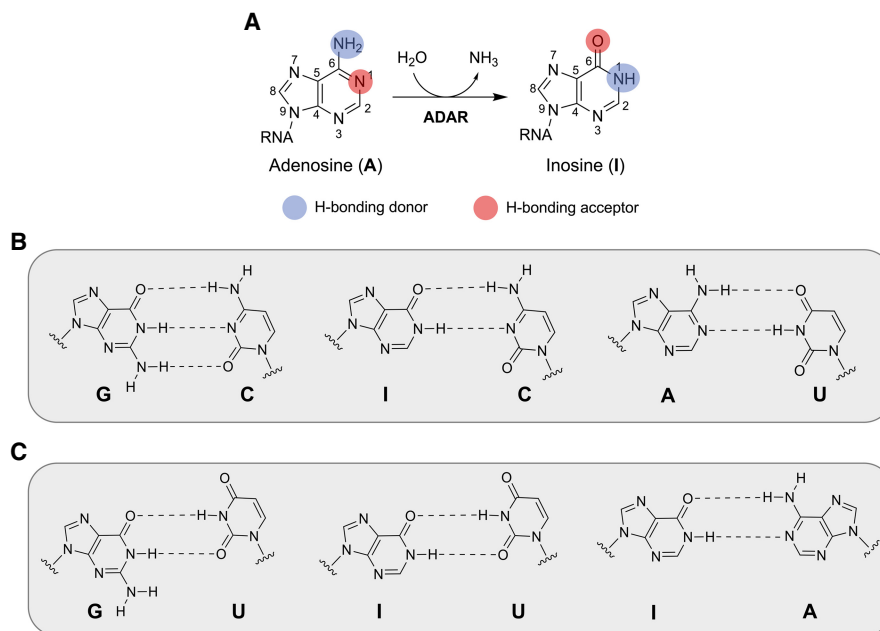 A
NH2
7
6
N
5
N
1
8
9
N
4
N
3
2
RNA
Adenosine (A)
H2O
NH3
ADAR
O
7
6
1
N
5
NH
8
9
N
4
N
3
2
RNA
Inosine (I)
H-bonding donor
H-bonding acceptor
B
N
O
H
H
N
N
N
H
N
N
N
N
H
H
O
G
C
N
O
H
H
N
N
N
H
N
N
N
O
I
C
N
H
N
H
O
N
N
N
H
N
N
O
A
U
C
N
O
O
H
N
N
N
H
O
N
N
N
H
H
G
U
N
O
O
H
N
N
N
H
O
N
N
I
U
N
O
H
H
N
N
N
N
H
N
N
N
N
I
A